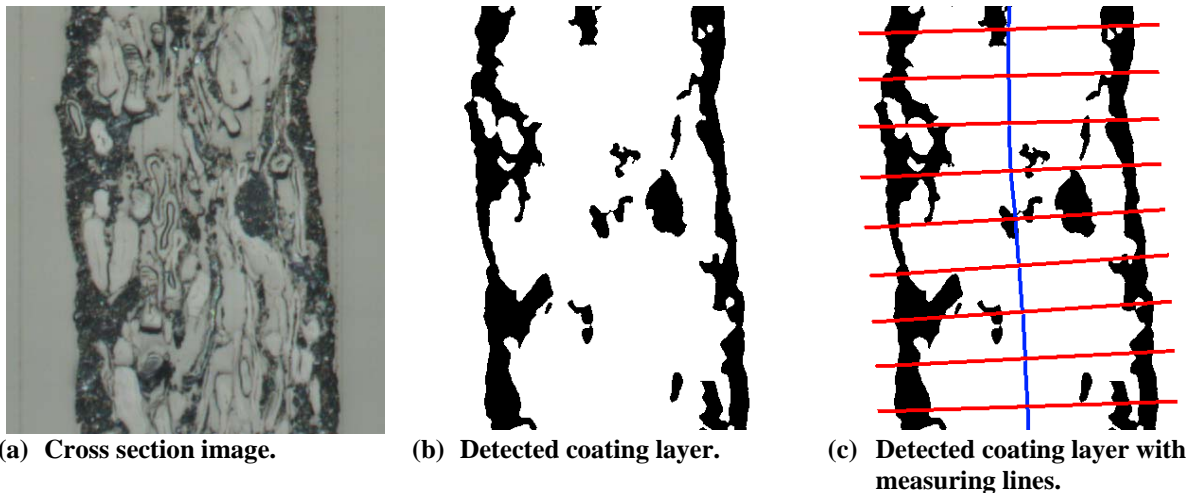 (a) Cross section image.
(b) Detected coating layer.
(c) Detected coating layer with
measuring lines.